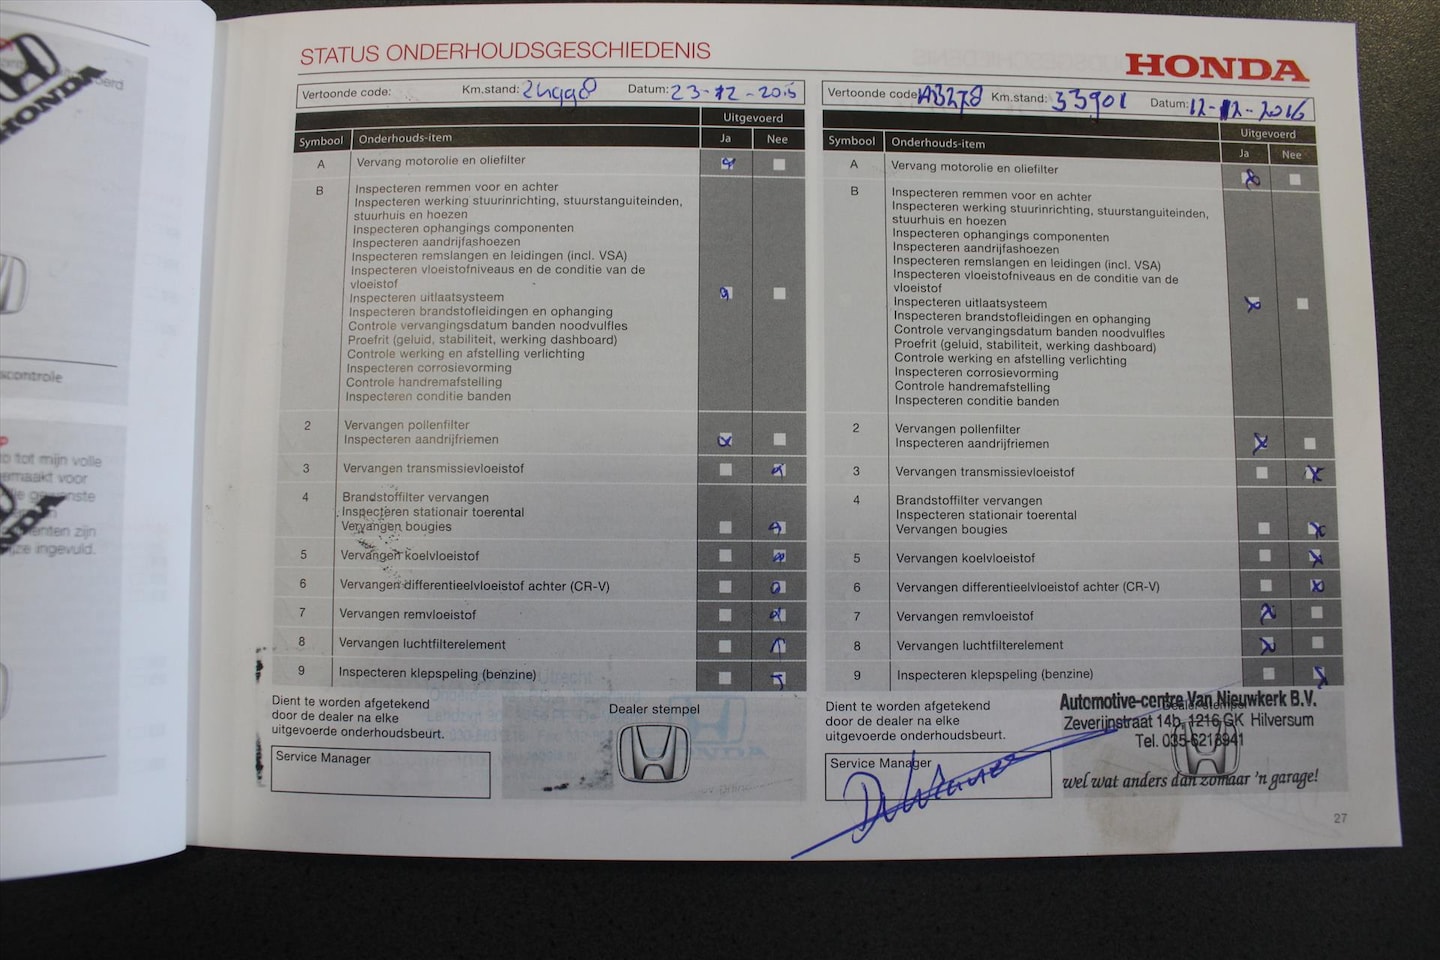 STATUS ONDERHOUDSGESCHIEDENIS
HONDA
Vertoonde code: Km.stand: 24998 Datum: 23-12-2015
Symbool Onderhouds-item Uitgevoerd
Ja Nee
A Vervang motorolie en oliefilter
B Inspecteren remmen voor en achter
Inspecteren werking stuurinrichting, stuurstanguiteinden,
stuurhuis en hoezen
Inspecteren ophangings componenten
Inspecteren aandrijfashoezen
Inspecteren remslangen en leidingen (incl. VSA)
Inspecteren vloeistofniveaus en de conditie van de
vloeistof
Inspecteren uitlaatsysteem
Inspecteren brandstofleidingen en ophanging
Controle vervangingsdatum banden noodvulfles
Proefrit (geluid, stabiliteit, werking dashboard)
Controle werking en afstelling verlichting
Inspecteren corrosievorming
Controle handremafstelling
Inspecteren conditie banden
2 Vervangen pollenfilter
Inspecteren aandrijfriemen
3 Vervangen transmissievloeistof
4 Brandstoffilter vervangen
Inspecteren stationair toerental
Vervangen bougies
5 Vervangen koelvloeistof
6 Vervangen differentieelvloeistof achter (CR-V)
7 Vervangen remvloeistof
8 Vervangen luchtfilterelement
9 Inspecteren klepspeling (benzine)
Dient te worden afgetekend
door de dealer na elke
uitgevoerde onderhoudsbeurt.
Dealer stempel
Service Manager
Vertoonde code: A3278 Km.stand: 33901 Datum: 12-12-2016
Symbool Onderhouds-item Uitgevoerd
Ja Nee
A Vervang motorolie en oliefilter
B Inspecteren remmen voor en achter
Inspecteren werking stuurinrichting, stuurstanguiteinden,
stuurhuis en hoezen
Inspecteren ophangings componenten
Inspecteren aandrijfashoezen
Inspecteren remslangen en leidingen (incl. VSA)
Inspecteren vloeistofniveaus en de conditie van de
vloeistof
Inspecteren uitlaatsysteem
Inspecteren brandstofleidingen en ophanging
Controle vervangingsdatum banden noodvulfles
Proefrit (geluid, stabiliteit, werking dashboard)
Controle werking en afstelling verlichting
Inspecteren corrosievorming
Controle handremafstelling
Inspecteren conditie banden
2 Vervangen pollenfilter
Inspecteren aandrijfriemen
3 Vervangen transmissievloeistof
4 Brandstoffilter vervangen
Inspecteren stationair toerental
Vervangen bougies
5 Vervangen koelvloeistof
6 Vervangen differentieelvloeistof achter (CR-V)
7 Vervangen remvloeistof
8 Vervangen luchtfilterelement
9 Inspecteren klepspeling (benzine)
Dient te worden afgetekend
door de dealer na elke
uitgevoerde onderhoudsbeurt.
Dealer stempel
Service Manager
Automotive-centre Van Nieuwkerk B.V.
Zeverijnstraat 14b, 1216 GK Hilversum
Tel. 035-6218941
wel wat anders dan zomaar 'n garage!
27
HONDA
scontrole
tot mijn volle
gemaakt voor